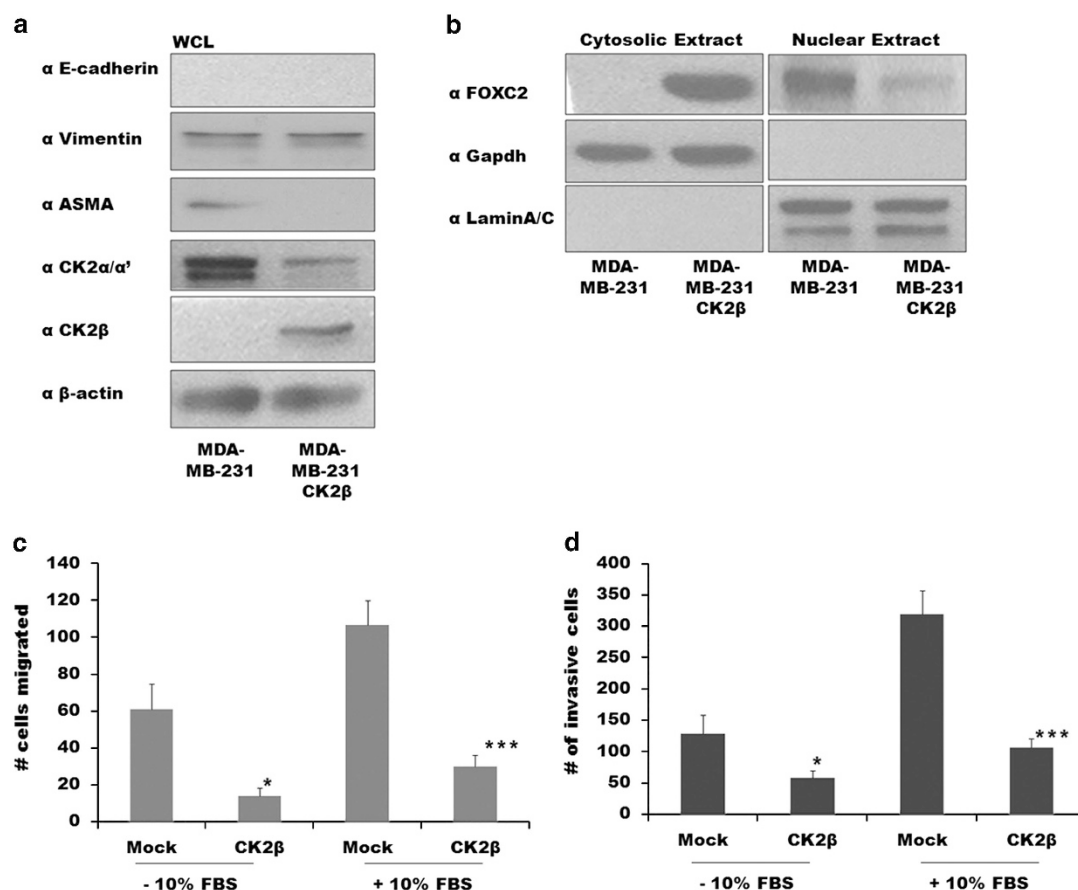 a
WCL
α E-cadherin
α Vimentin
α ASMA
α CK2α/α’
α CK2β
α β-actin
MDA-
MB-231
MDA-
MB-231
CK2β
b
Cytosolic Extract
Nuclear Extract
α FOXC2
α Gapdh
α LaminA/C
MDA-
MB-231
MDA-
MB-231
CK2β
MDA-
MB-231
MDA-
MB-231
CK2β
c
# cells migrated
140
120
100
80
60
40
20
0
*
***
Mock
CK2β
Mock
CK2β
- 10% FBS
+ 10% FBS
d
# of invasive cells
400
350
300
250
200
150
100
50
0
*
***
Mock
CK2β
Mock
CK2β
- 10% FBS
+ 10% FBS